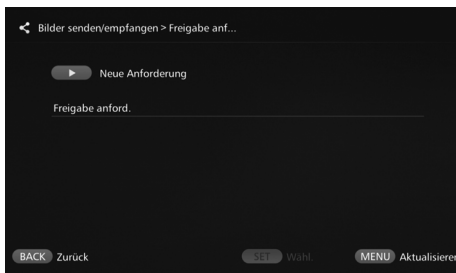 Bilder senden/empfangen > Freigabe anf...
Neue Anforderung
Freigabe anford.
BACK Zurück SET Wähl. MENU Aktualisieren